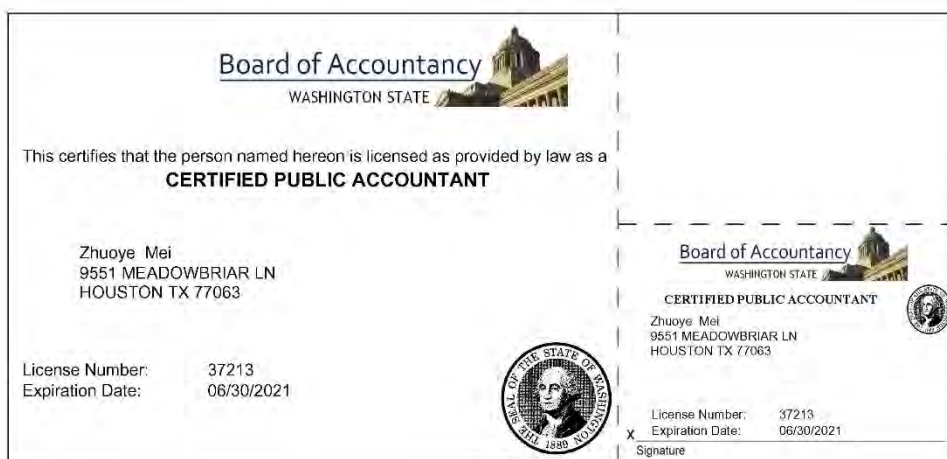 Board of Accountancy
WASHINGTON STATE
This certifies that the person named hereon is licensed as provided by law as a
CERTIFIED PUBLIC ACCOUNTANT
Zhuoye Mei
9551 MEADOWBRIAR LN
HOUSTON TX 77063
License Number: 37213
Expiration Date: 06/30/2021
THE SEAL OF THE STATE OF WASHINGTON
1889
Board of Accountancy
WASHINGTON STATE
CERTIFIED PUBLIC ACCOUNTANT
Zhuoye Mei
9551 MEADOWBRIAR LN
HOUSTON TX 77063
License Number: 37213
Expiration Date: 06/30/2021
X
Signature